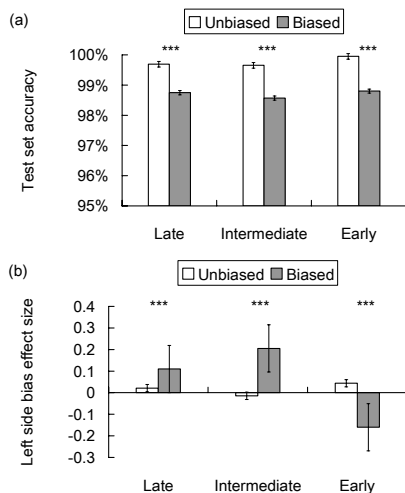 (a)
Unbiased Biased
*** *** ***
100%
99%
98%
97%
96%
95%
Test set accuracy
Late Intermediate Early
(b)
Unbiased Biased
*** *** ***
0.4
0.3
0.2
0.1
0
-0.1
-0.2
-0.3
Left side bias effect size
Late Intermediate Early